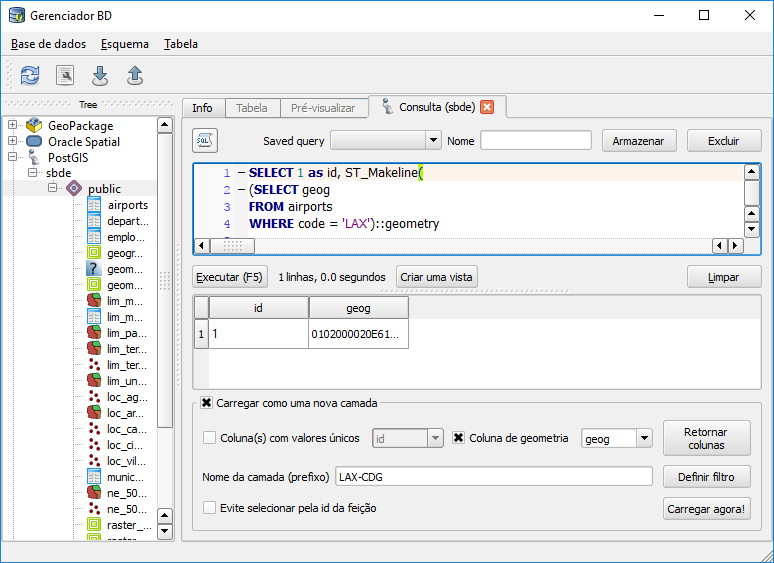 Gerenciador BD
Base de dados Esquema Tabela
Tree
GeoPackage
Oracle Spatial
PostGIS
sbde
public
airports
depart...
emplo...
geogr...
geom...
geom...
lim_m...
lim_m...
lim_pa...
lim_ter...
lim_ter...
lim_un...
loc_ag...
loc_ar...
loc_ca...
loc_ci...
loc_vil...
munic...
ne_50...
ne_50...
raster_...
Info Tabela Pré-visualizar Consulta (sbde)
SQL Saved query Nome Armazenar Excluir
1 SELECT 1 as id, ST_Makeline(
2 (SELECT geog
3 FROM airports
4 WHERE code = 'LAX')::geometry
Executar (F5) 1 linhas, 0.0 segundos Criar uma vista Limpar
id geog
1 1 0102000020E61...
Carregar como uma nova camada
Coluna(s) com valores únicos id Coluna de geometria geog Retornar colunas
Nome da camada (prefixo) LAX-CDG Definir filtro
Evite selecionar pela id da feição Carregar agora!